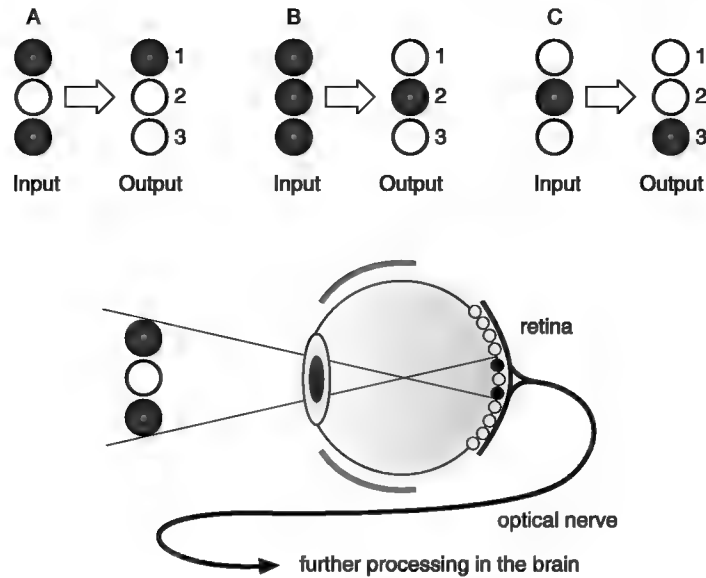 A B C
1 1 1
2 2 2
3 3 3
Input Output Input Output Input Output
retina
optical nerve
further processing in the brain